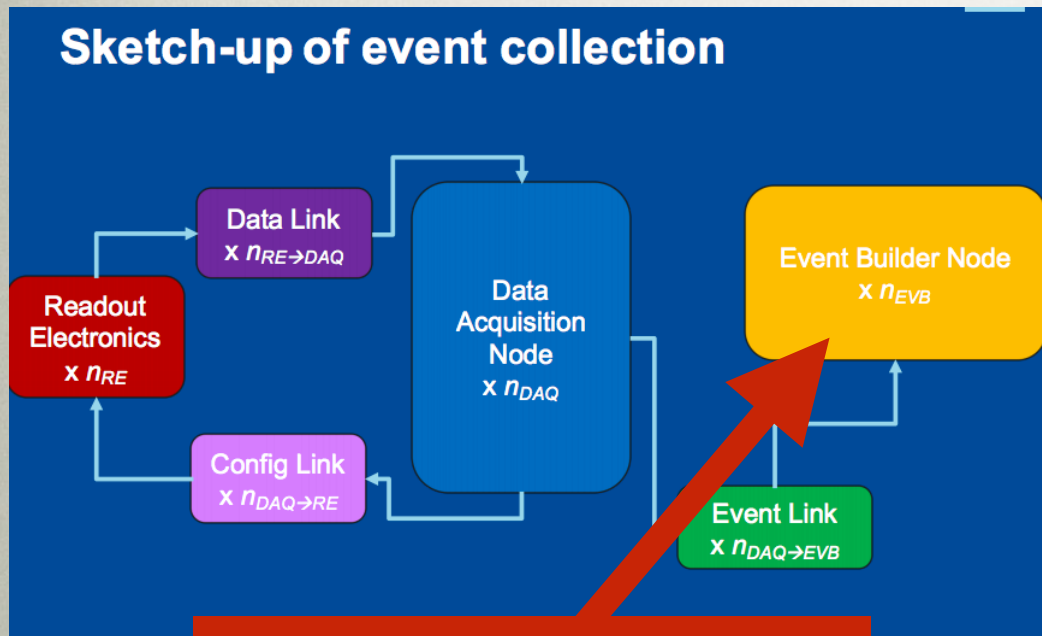 Sketch-up of event collection
Data Link
x nRE→DAQ
Readout
Electronics
x nRE
Data
Acquisition
Node
x nDAQ
Event Builder Node
x nEVB
Config Link
x nDAQ→RE
Event Link
x nDAQ→EVB